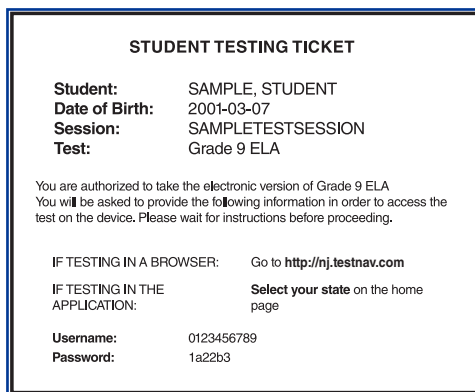 STUDENT TESTING TICKET
Student: SAMPLE, STUDENT
Date of Birth: 2001-03-07
Session: SAMPLETESTSESSION
Test: Grade 9 ELA
You are authorized to take the electronic version of Grade 9 ELA
You will be asked to provide the following information in order to access the
test on the device. Please wait for instructions before proceeding.
IF TESTING IN A BROWSER: Go to http://nj.testnav.com
IF TESTING IN THE Select your state on the home
APPLICATION: page
Username: 0123456789
Password: 1a22b3